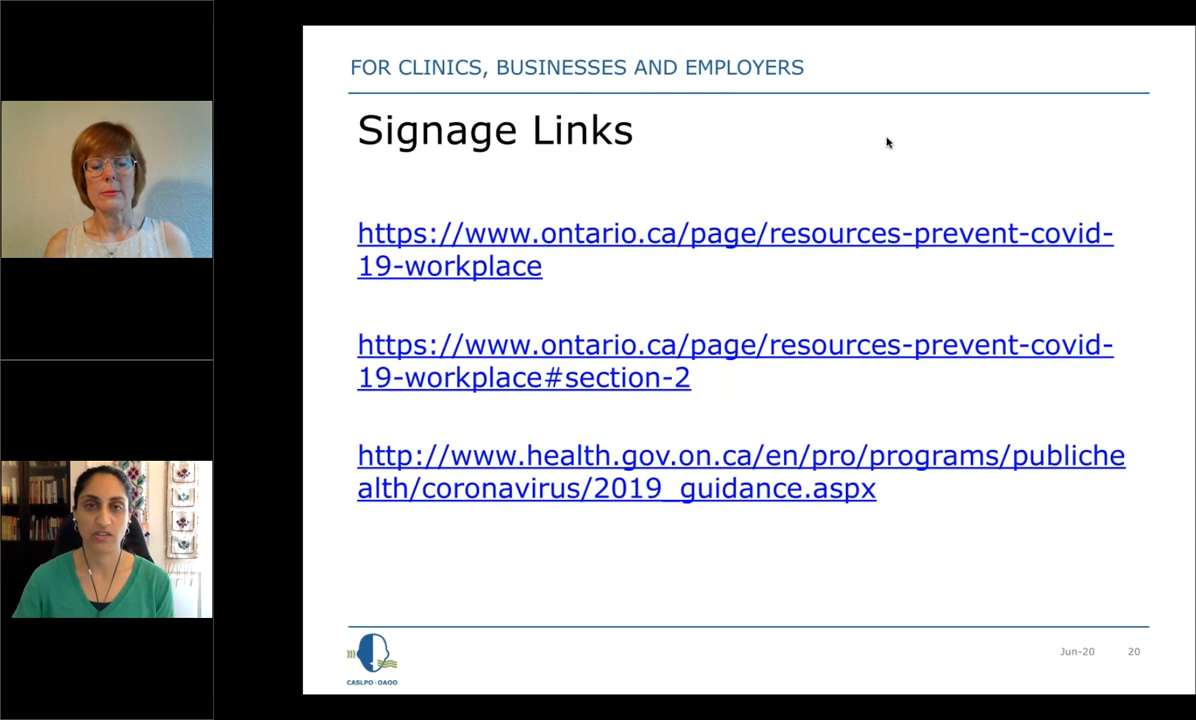 FOR CLINICS, BUSINESSES AND EMPLOYERS
Signage Links
https://www.ontario.ca/page/resources-prevent-covid-
19-workplace
https://www.ontario.ca/page/resources-prevent-covid-
19-workplace#section-2
http://www.health.gov.on.ca/en/pro/programs/publiche
alth/coronavirus/2019_guidance.aspx
CASLPO·OAOO
Jun-20 20